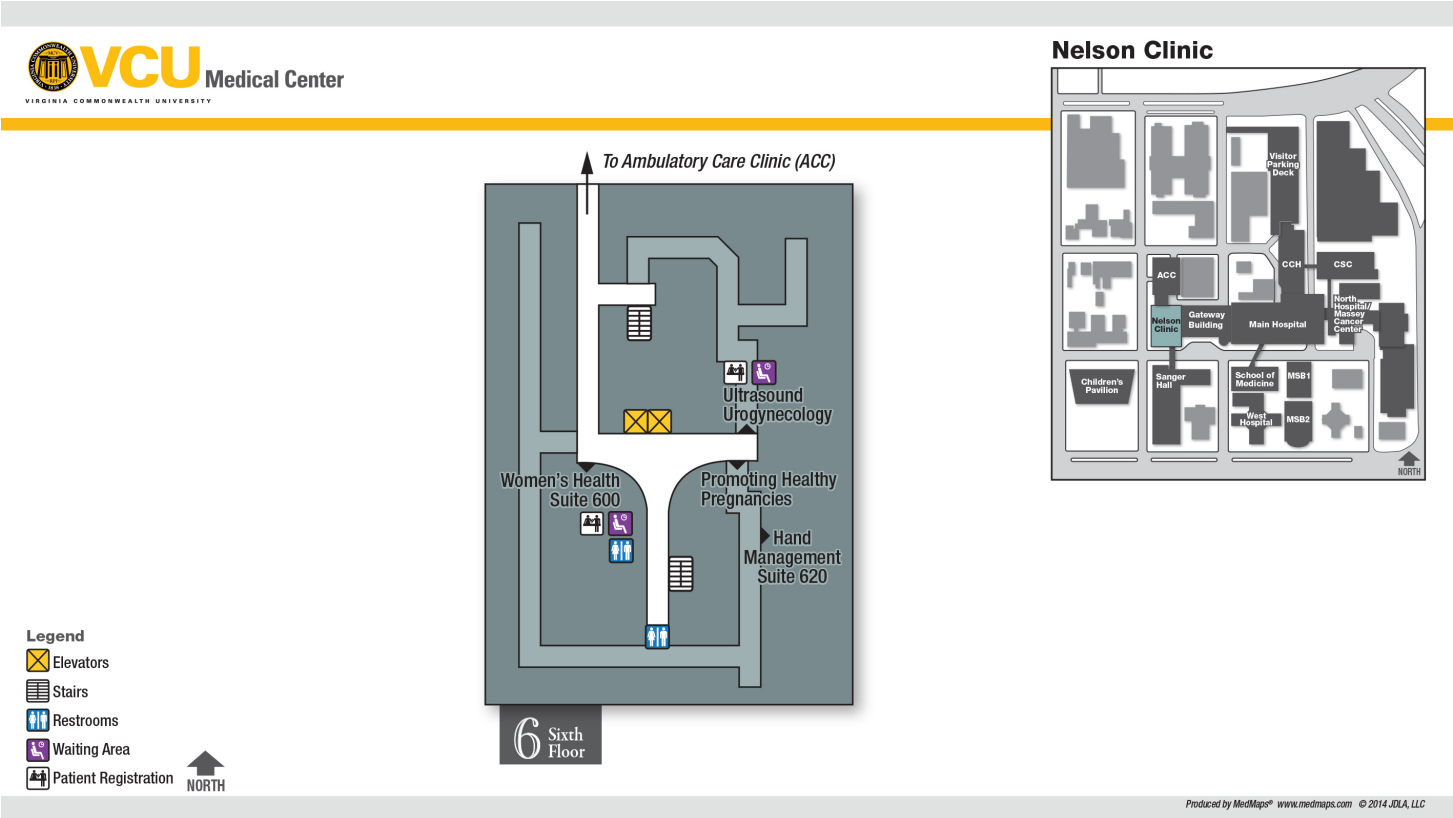 VCU Medical Center
VIRGINIA COMMONWEALTH UNIVERSITY
Nelson Clinic
To Ambulatory Care Clinic (ACC)
Ultrasound
Urogynecology
Women's Health
Suite 600
Promoting Healthy
Pregnancies
Hand
Management
Suite 620
6 Sixth
Floor
Visitor
Parking
Deck
CCH
CSC
ACC
North
Hospital/
Massey
Cancer
Center
Nelson
Clinic
Gateway
Building
Main Hospital
Children's
Pavilion
Sanger
Hall
School of
Medicine
MSB1
West
Hospital
MSB2
NORTH
Legend
Elevators
Stairs
Restrooms
Waiting Area
Patient Registration
NORTH
Produced by MedMaps® www.medmaps.com © 2014 JDLA, LLC